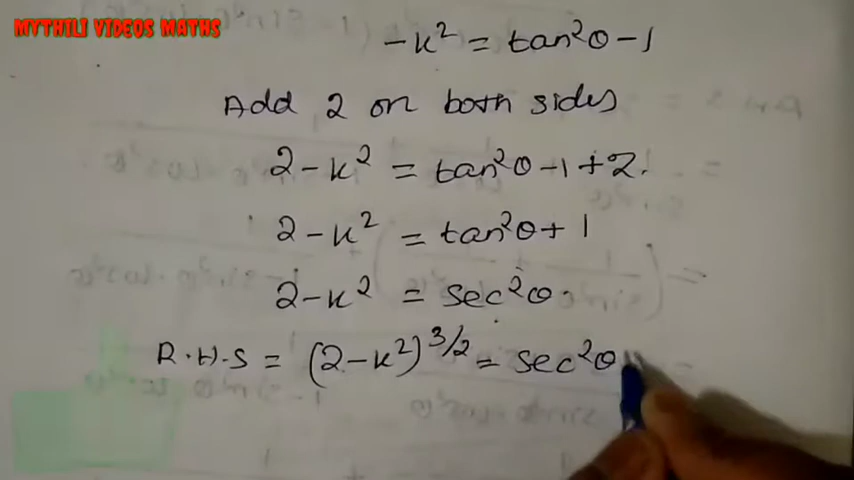 MYTHILI VIDEOS MATHS
-k² = tan²θ-1
Add 2 on both sides
2-k² = tan²θ-1+2.
2-k² = tan²θ+1
2-k² = sec²θ.
R.H.S = (2-k²)^3/2 = sec²θ